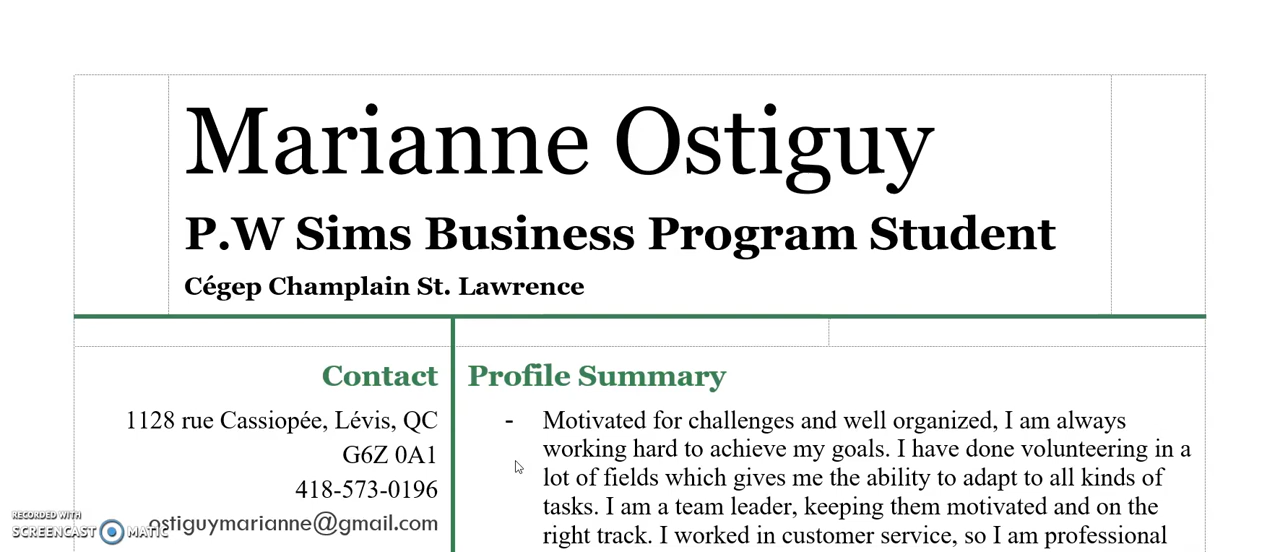 Marianne Ostiguy
P.W Sims Business Program Student
Cégep Champlain St. Lawrence
Contact
1128 rue Cassiopée, Lévis, QC
G6Z 0A1
418-573-0196
ostiguymarianne@gmail.com
Profile Summary
- Motivated for challenges and well organized, I am always
working hard to achieve my goals. I have done volunteering in a
lot of fields which gives me the ability to adapt to all kinds of
tasks. I am a team leader, keeping them motivated and on the
right track. I worked in customer service, so I am professional
RECORDED WITH
SCREENCAST MATIC